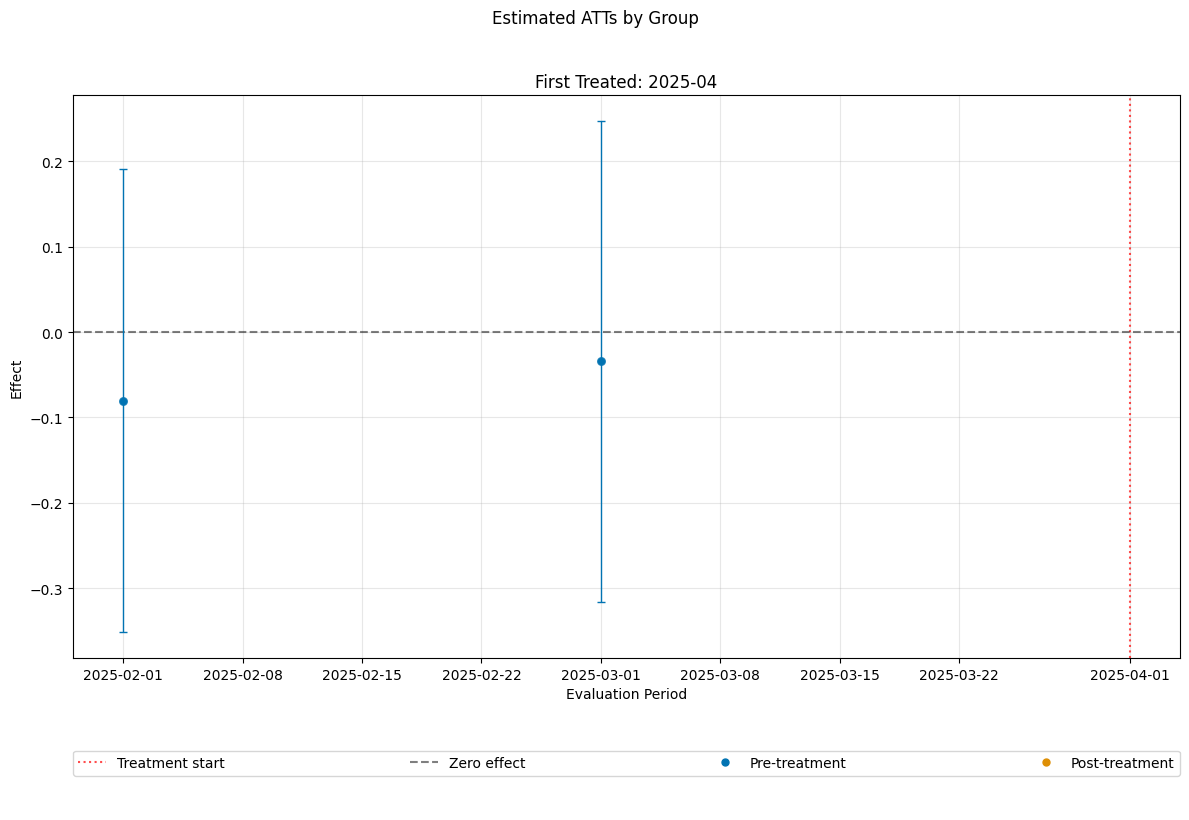 Estimated ATTs by Group
First Treated: 2025-04
0.2
0.1
0.0
−0.1
−0.2
−0.3
Effect
2025-02-01 2025-02-08 2025-02-15 2025-02-22 2025-03-01 2025-03-08 2025-03-15 2025-03-22 2025-04-01
Evaluation Period
Treatment start Zero effect Pre-treatment Post-treatment